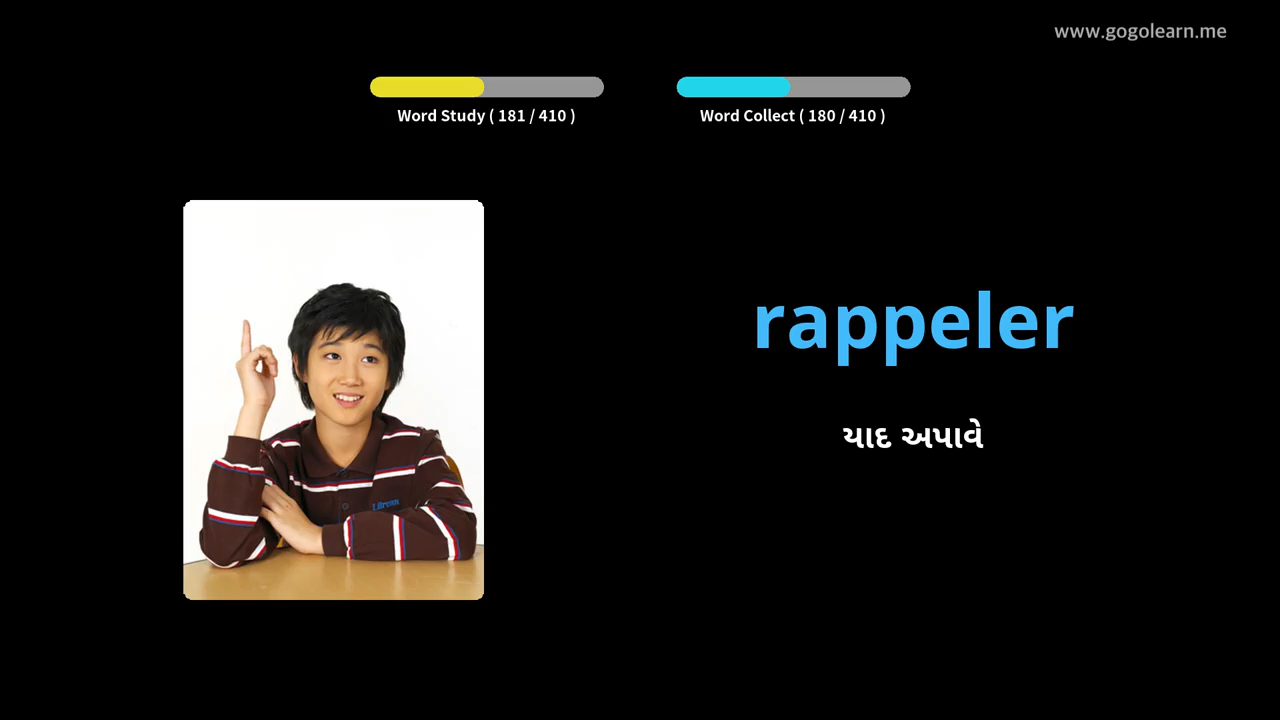 www.gogolearn.me
Word Study ( 181 / 410 )
Word Collect ( 180 / 410 )
rappeler
યાદ અપાવે